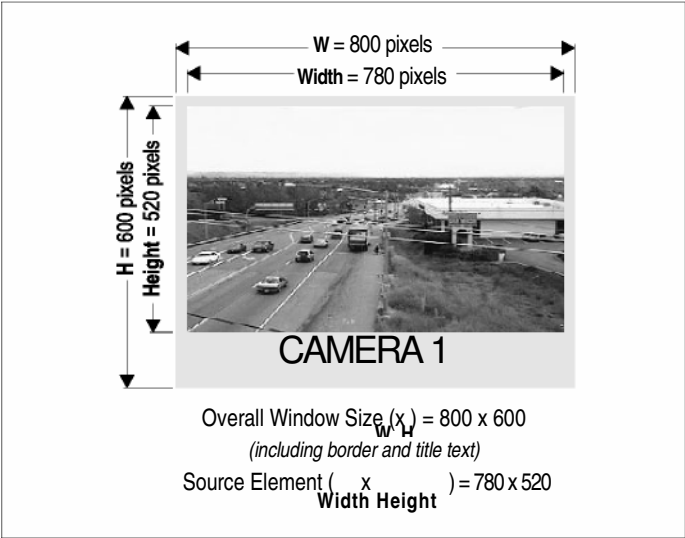 W = 800 pixels
Width = 780 pixels
H = 600 pixels
Height = 520 pixels
CAMERA 1
Overall Window Size (x ) = 800 x 600
W H
(including border and title text)
Source Element ( x ) = 780 x 520
Width Height